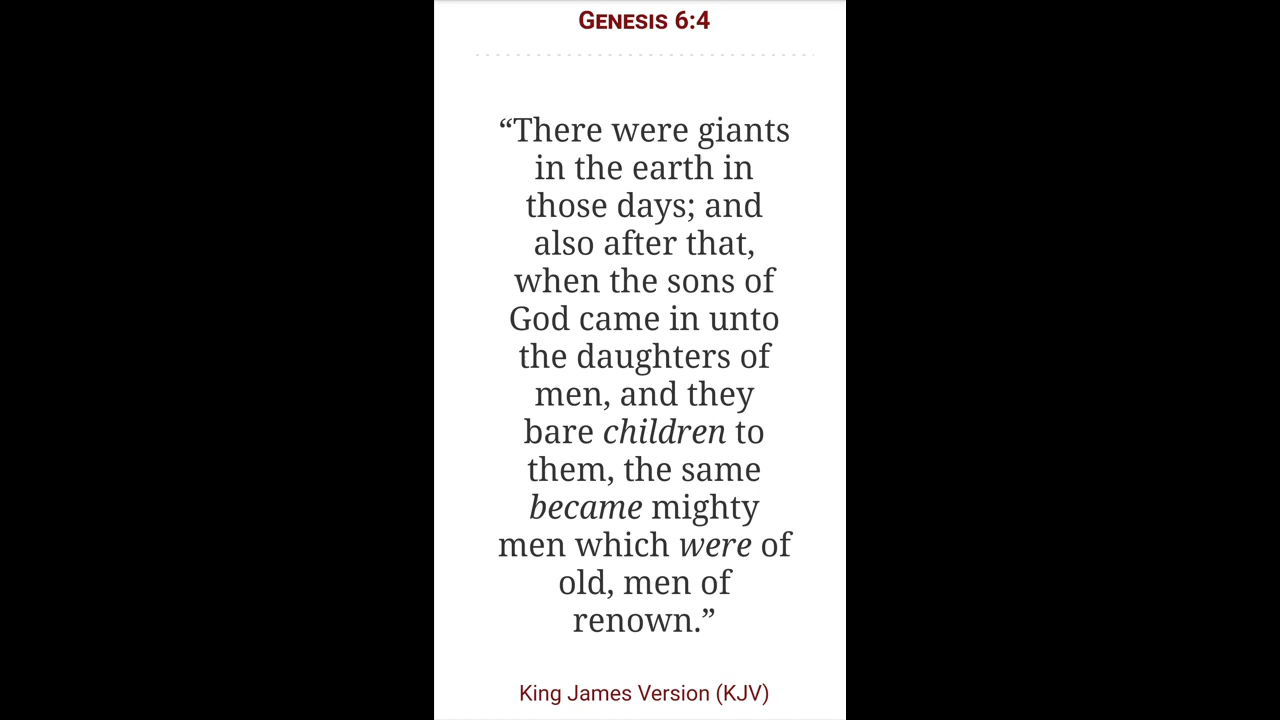 GENESIS 6:4
“There were giants
in the earth in
those days; and
also after that,
when the sons of
God came in unto
the daughters of
men, and they
bare children to
them, the same
became mighty
men which were of
old, men of
renown.”
King James Version (KJV)